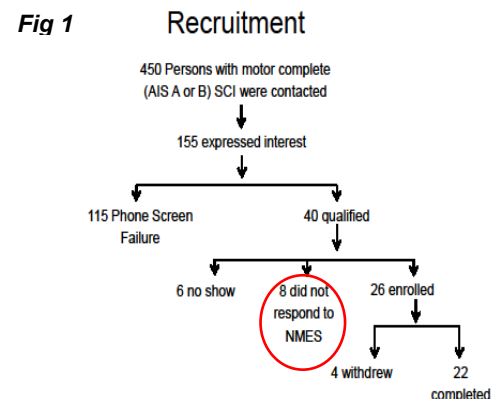 Fig 1
Recruitment
450 Persons with motor complete
(AIS A or B) SCI were contacted
155 expressed interest
115 Phone Screen
Failure
40 qualified
6 no show
8 did not
respond to
NMES
26 enrolled
4 withdrew
22
completed